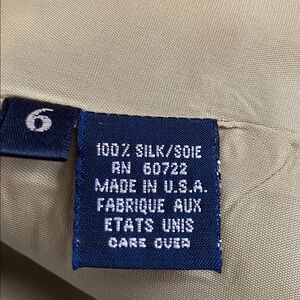 6
100% SILK/SOIE
RN 60722
MADE IN U.S.A.
FABRIQUE AUX
ETATS UNIS
CARE OVER